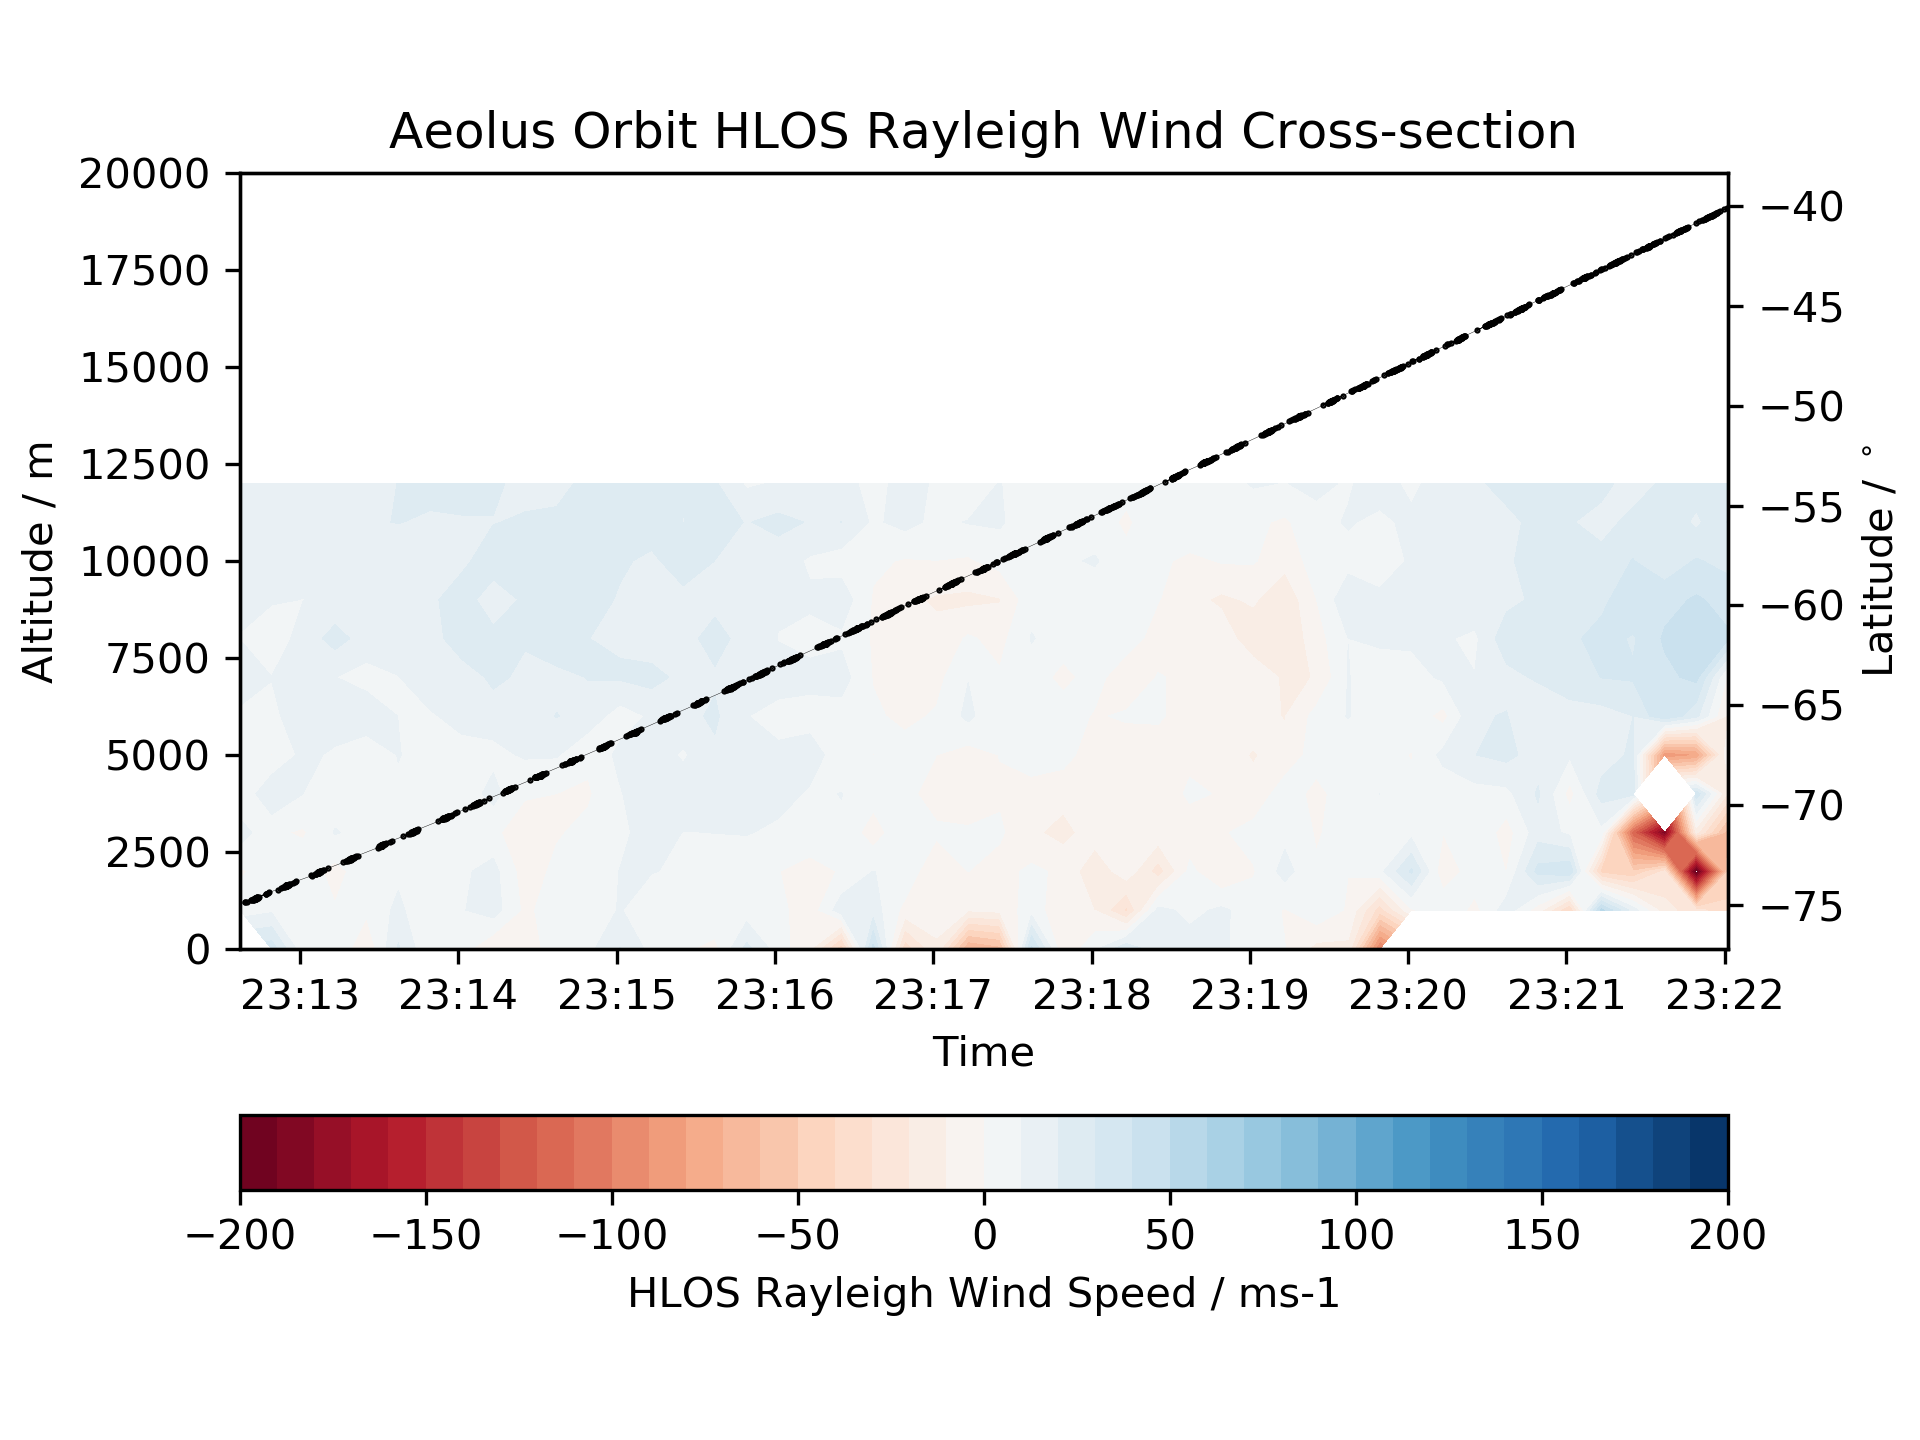 Aeolus Orbit HLOS Rayleigh Wind Cross-section
20000
17500
15000
12500
10000
7500
5000
2500
0
Altitude / m
−40
−45
−50
−55
−60
−65
−70
−75
Latitude / °
23:13 23:14 23:15 23:16 23:17 23:18 23:19 23:20 23:21 23:22
Time
−200 −150 −100 −50 0 50 100 150 200
HLOS Rayleigh Wind Speed / ms-1